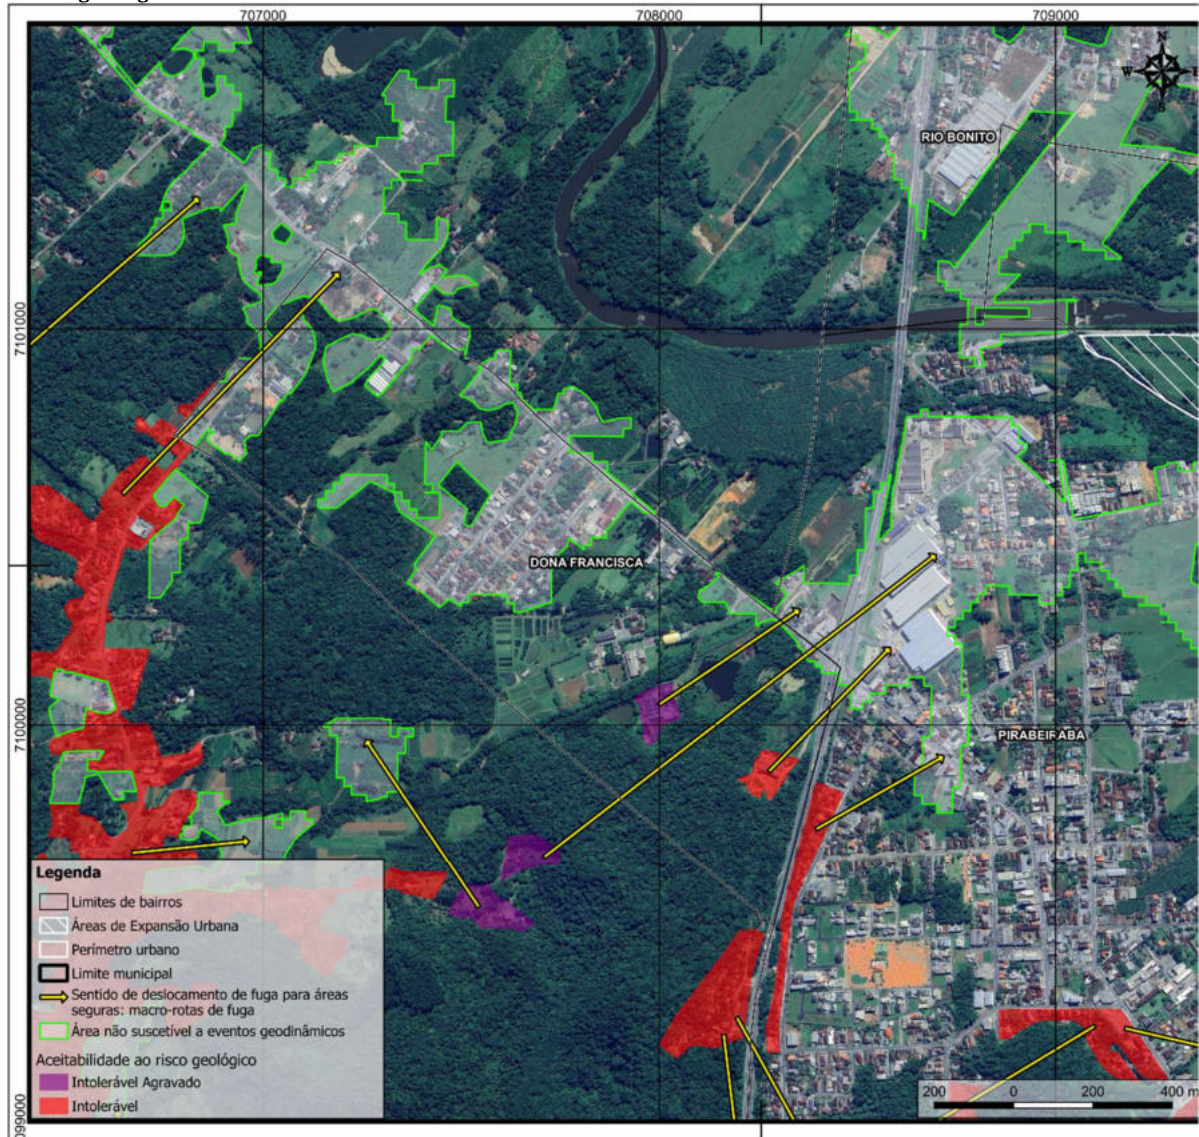 707000
708000
709000
N
W
S
RIO BONITO
7101000
DONA FRANCISCA
7100000
PIRABEIRABA
Legenda
Limites de bairros
Áreas de Expansão Urbana
Perímetro urbano
Limite municipal
Sentido de deslocamento de fuga para áreas
seguras: macro-rotas de fuga
Área não suscetível a eventos geodinâmicos
Aceitabilidade ao risco geológico
Intolerável Agravado
Intolerável
200 0 200 400 m